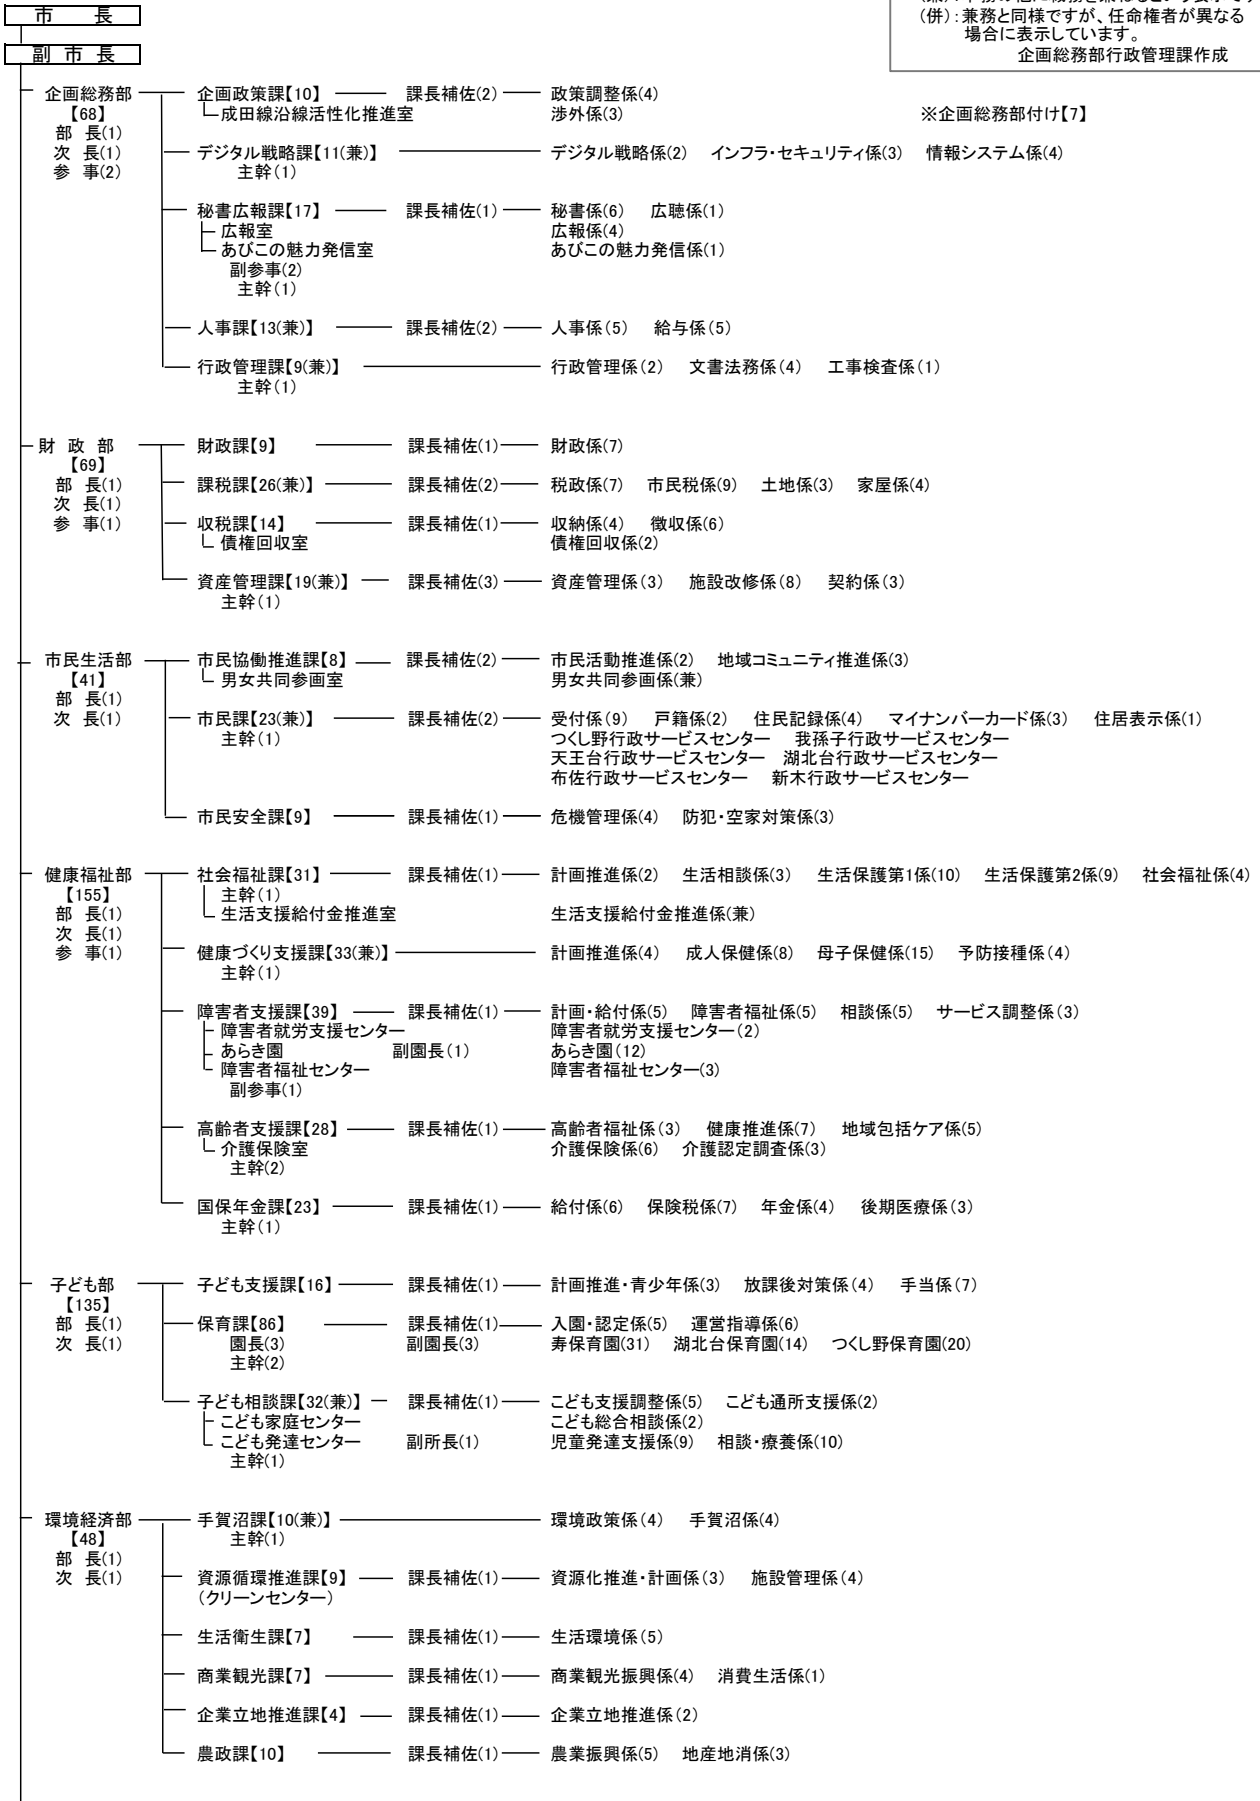 市　長
副 市 長
(併)：兼務と同様ですが、任命権者が異なる
場合に表示しています。
企画総務部行政管理課作成
企画総務部 企画政策課【10】 課長補佐(2) 政策調整係(4)
【68】 成田線沿線活性化推進室 渉外係(3) ※企画総務部付け【7】
部 長(1)
次 長(1) デジタル戦略課【11(兼)】 デジタル戦略係(2) インフラ・セキュリティ係(3) 情報システム係(4)
参 事(2) 主幹(1)
秘書広報課【17】 課長補佐(1) 秘書係(6) 広聴係(1)
広報室 広報係(4)
あびこの魅力発信室 あびこの魅力発信係(1)
副参事(2)
主幹(1)
人事課【13(兼)】 課長補佐(2) 人事係(5) 給与係(5)
行政管理課【9(兼)】 行政管理係(2) 文書法務係(4) 工事検査係(1)
主幹(1)
財 政 部 財政課【9】 課長補佐(1) 財政係(7)
【69】
部 長(1) 課税課【26(兼)】 課長補佐(2) 税政係(7) 市民税係(9) 土地係(3) 家屋係(4)
次 長(1)
参 事(1) 収税課【14】 課長補佐(1) 収納係(4) 徴収係(6)
債権回収室 債権回収係(2)
資産管理課【19(兼)】 課長補佐(3) 資産管理係(3) 施設改修係(8) 契約係(3)
主幹(1)
市民生活部 市民協働推進課【8】 課長補佐(2) 市民活動推進係(2) 地域コミュニティ推進係(3)
【41】 男女共同参画室 男女共同参画係(兼)
部 長(1)
次 長(1) 市民課【23(兼)】 課長補佐(2) 受付係(9) 戸籍係(2) 住民記録係(4) マイナンバーカード係(3) 住居表示係(1)
主幹(1) つくし野行政サービスセンター 我孫子行政サービスセンター
天王台行政サービスセンター 湖北台行政サービスセンター
布佐行政サービスセンター 新木行政サービスセンター
市民安全課【9】 課長補佐(1) 危機管理係(4) 防犯・空家対策係(3)
健康福祉部 社会福祉課【31】 課長補佐(1) 計画推進係(2) 生活相談係(3) 生活保護第1係(10) 生活保護第2係(9) 社会福祉係(4)
【155】 主幹(1)
部 長(1) 生活支援給付金推進室 生活支援給付金推進係(兼)
次 長(1)
参 事(1) 健康づくり支援課【33(兼)】 計画推進係(4) 成人保健係(8) 母子保健係(15) 予防接種係(4)
主幹(1)
障害者支援課【39】 課長補佐(1) 計画・給付係(5) 障害者福祉係(5) 相談係(5) サービス調整係(3)
障害者就労支援センター 障害者就労支援センター(2)
あらき園 副園長(1) あらき園(12)
障害者福祉センター 障害者福祉センター(3)
副参事(1)
高齢者支援課【28】 課長補佐(1) 高齢者福祉係(3) 健康推進係(7) 地域包括ケア係(5)
介護保険室 介護保険係(6) 介護認定調査係(3)
主幹(2)
国保年金課【23】 課長補佐(1) 給付係(6) 保険税係(7) 年金係(4) 後期医療係(3)
主幹(1)
子ども部 子ども支援課【16】 課長補佐(1) 計画推進・青少年係(3) 放課後対策係(4) 手当係(7)
【135】
部 長(1) 保育課【86】 課長補佐(1) 入園・認定係(5) 運営指導係(6)
次 長(1) 園長(3) 副園長(3) 寿保育園(31) 湖北台保育園(14) つくし野保育園(20)
主幹(2)
子ども相談課【32(兼)】 課長補佐(1) こども支援調整係(5) こども通所支援係(2)
こども家庭センター こども総合相談係(2)
こども発達センター 副所長(1) 児童発達支援係(9) 相談・療養係(10)
主幹(1)
環境経済部 手賀沼課【10(兼)】 環境政策係(4) 手賀沼係(4)
【48】 主幹(1)
部 長(1)
次 長(1) 資源循環推進課【9】 課長補佐(1) 資源化推進・計画係(3) 施設管理係(4)
(クリーンセンター)
生活衛生課【7】 課長補佐(1) 生活環境係(5)
商業観光課【7】 課長補佐(1) 商業観光振興係(4) 消費生活係(1)
企業立地推進課【4】 課長補佐(1) 企業立地推進係(2)
農政課【10】 課長補佐(1) 農業振興係(5) 地産地消係(3)